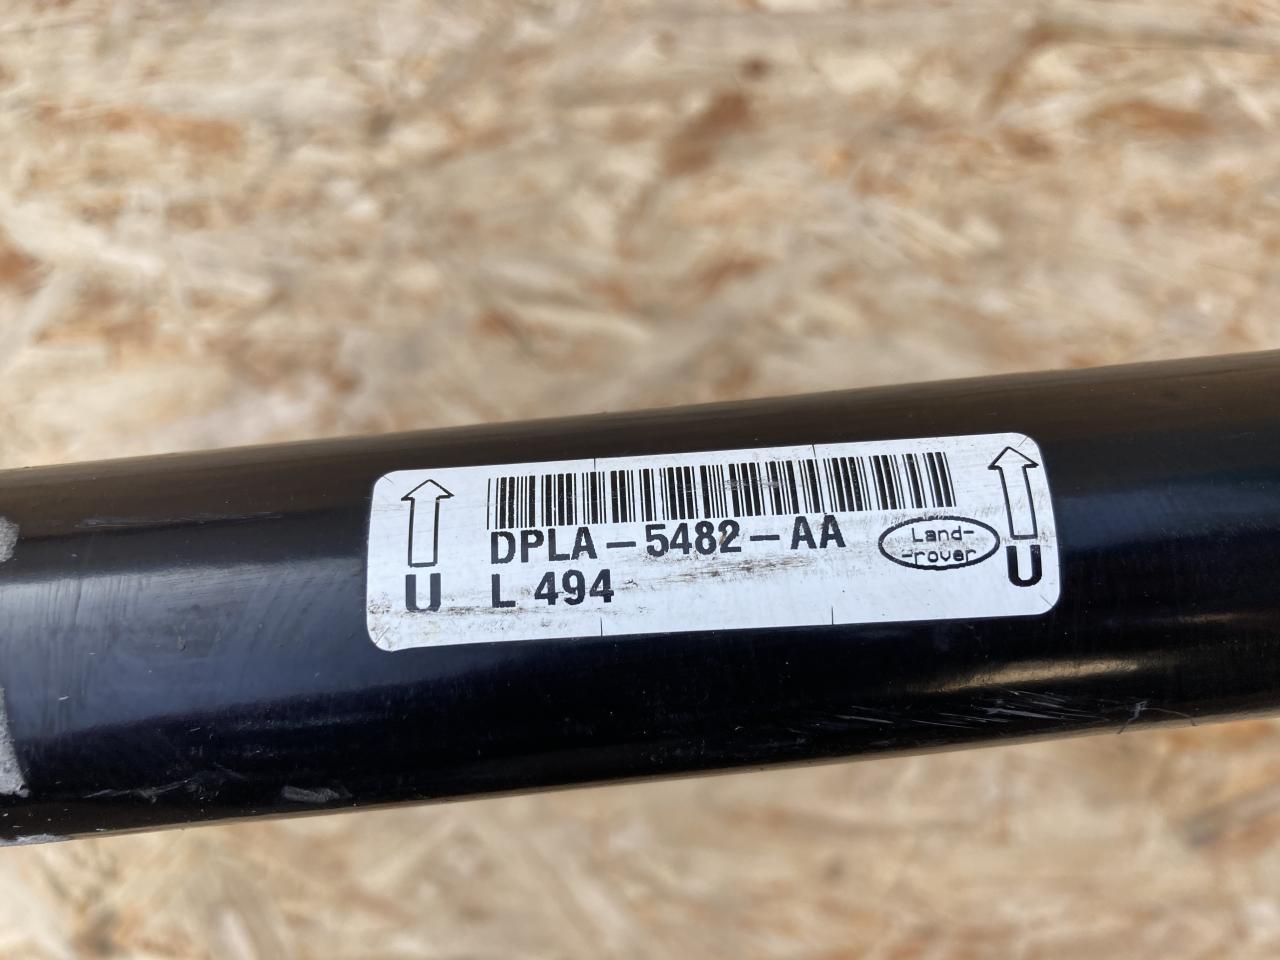 DPLA-5482-AA
Land-
-rover
U L 494 U